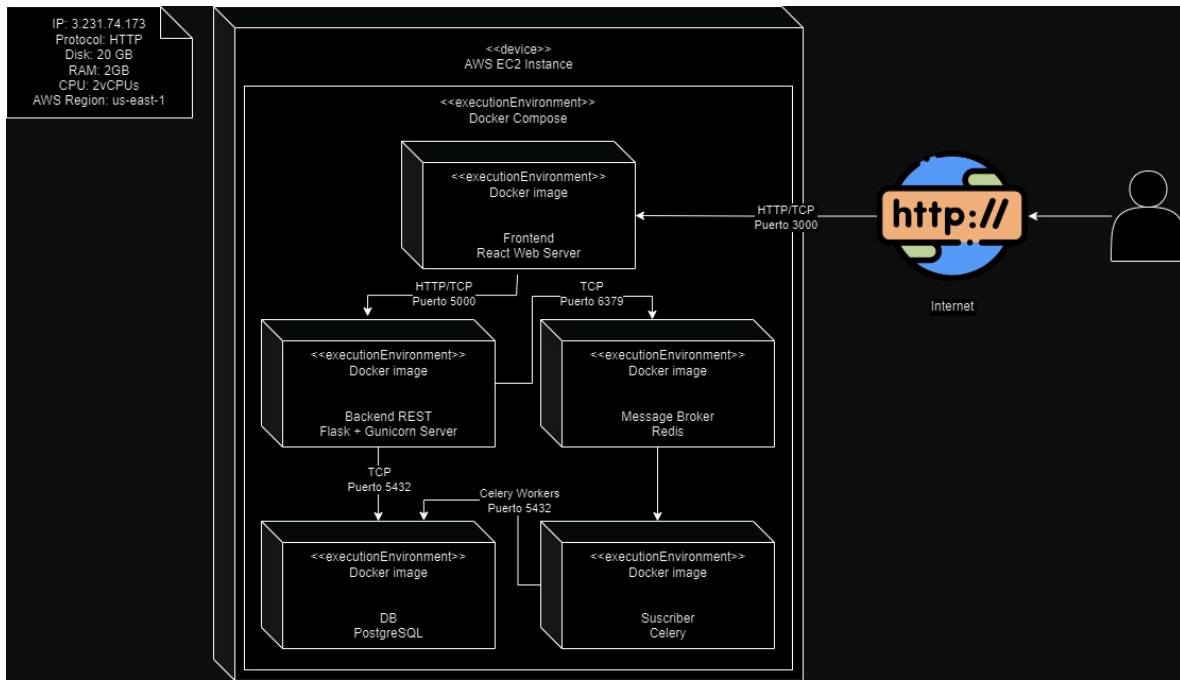 IP: 3.231.74.173
Protocol: HTTP
Disk: 20 GB
RAM: 2GB
CPU: 2vCPUs
AWS Region: us-east-1
<<device>>
AWS EC2 Instance
<<executionEnvironment>>
Docker Compose
<<executionEnvironment>>
Docker image
Frontend
React Web Server
HTTP/TCP
Puerto 3000
http://
Internet
HTTP/TCP
Puerto 5000
TCP
Puerto 6379
<<executionEnvironment>>
Docker image
Backend REST
Flask + Gunicorn Server
<<executionEnvironment>>
Docker image
Message Broker
Redis
TCP
Puerto 5432
Celery Workers
Puerto 5432
<<executionEnvironment>>
Docker image
DB
PostgreSQL
<<executionEnvironment>>
Docker image
Suscriber
Celery